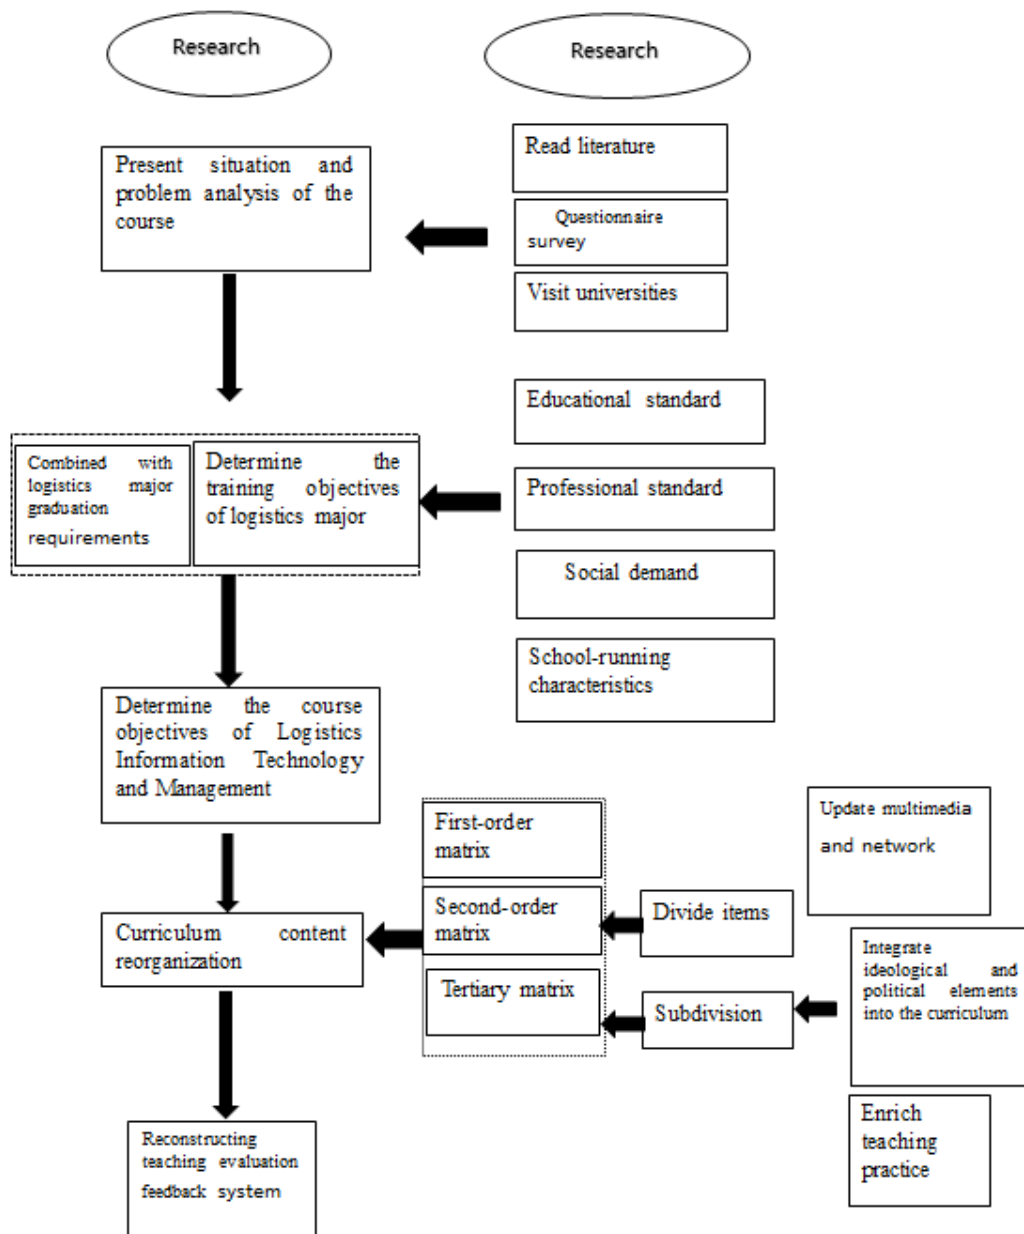 Research
Research
Present situation and
problem analysis of the
course
Read literature
Questionnaire
survey
Visit universities
Educational standard
Professional standard
Social demand
School-running
characteristics
Combined with
logistics major
graduation
requirements
Determine the
training objectives
of logistics major
Determine the course
objectives of Logistics
Information Technology
and Management
First-order
matrix
Second-order
matrix
Tertiary matrix
Divide items
Subdivision
Update multimedia
and network
Integrate
ideological and
political elements
into the curriculum
Enrich
teaching
practice
Curriculum content
reorganization
Reconstructing
teaching evaluation
feedback system